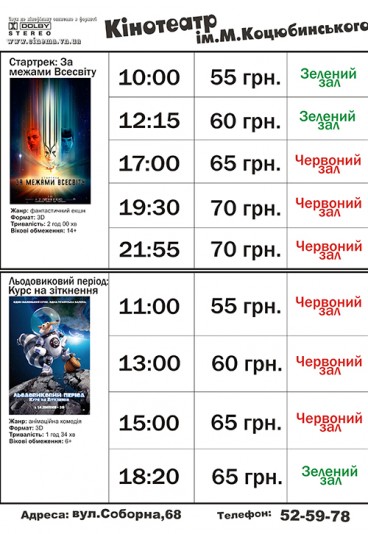 DOLBY
STEREO
www.cinema.vn.ua
Кінотеатр
ім.М.Коцюбинського
Стартрек: За
межами Всесвіту
ЗА МЕЖАМИ ВСЕСВІТУ
Жанр: фантастичний екшн
Формат: 3D
Тривалість: 2 год 00 хв
Вікові обмеження: 14+
10:00 55 грн. Зелений зал
12:15 60 грн. Зелений зал
17:00 65 грн. Червоний зал
19:30 70 грн. Червоний зал
21:55 70 грн. Червоний зал
Льодовиковий період:
Курс на зіткнення
ЛЬОДОВИКОВИЙ ПЕРІОД
Жанр: анімаційна комедія
Формат: 3D
Тривалість: 1 год 34 хв
Вікові обмеження: 6+
11:00 55 грн. Червоний зал
13:00 60 грн. Червоний зал
15:00 65 грн. Червоний зал
18:20 65 грн. Зелений зал
Адреса: вул.Соборна,68 Телефон: 52-59-78